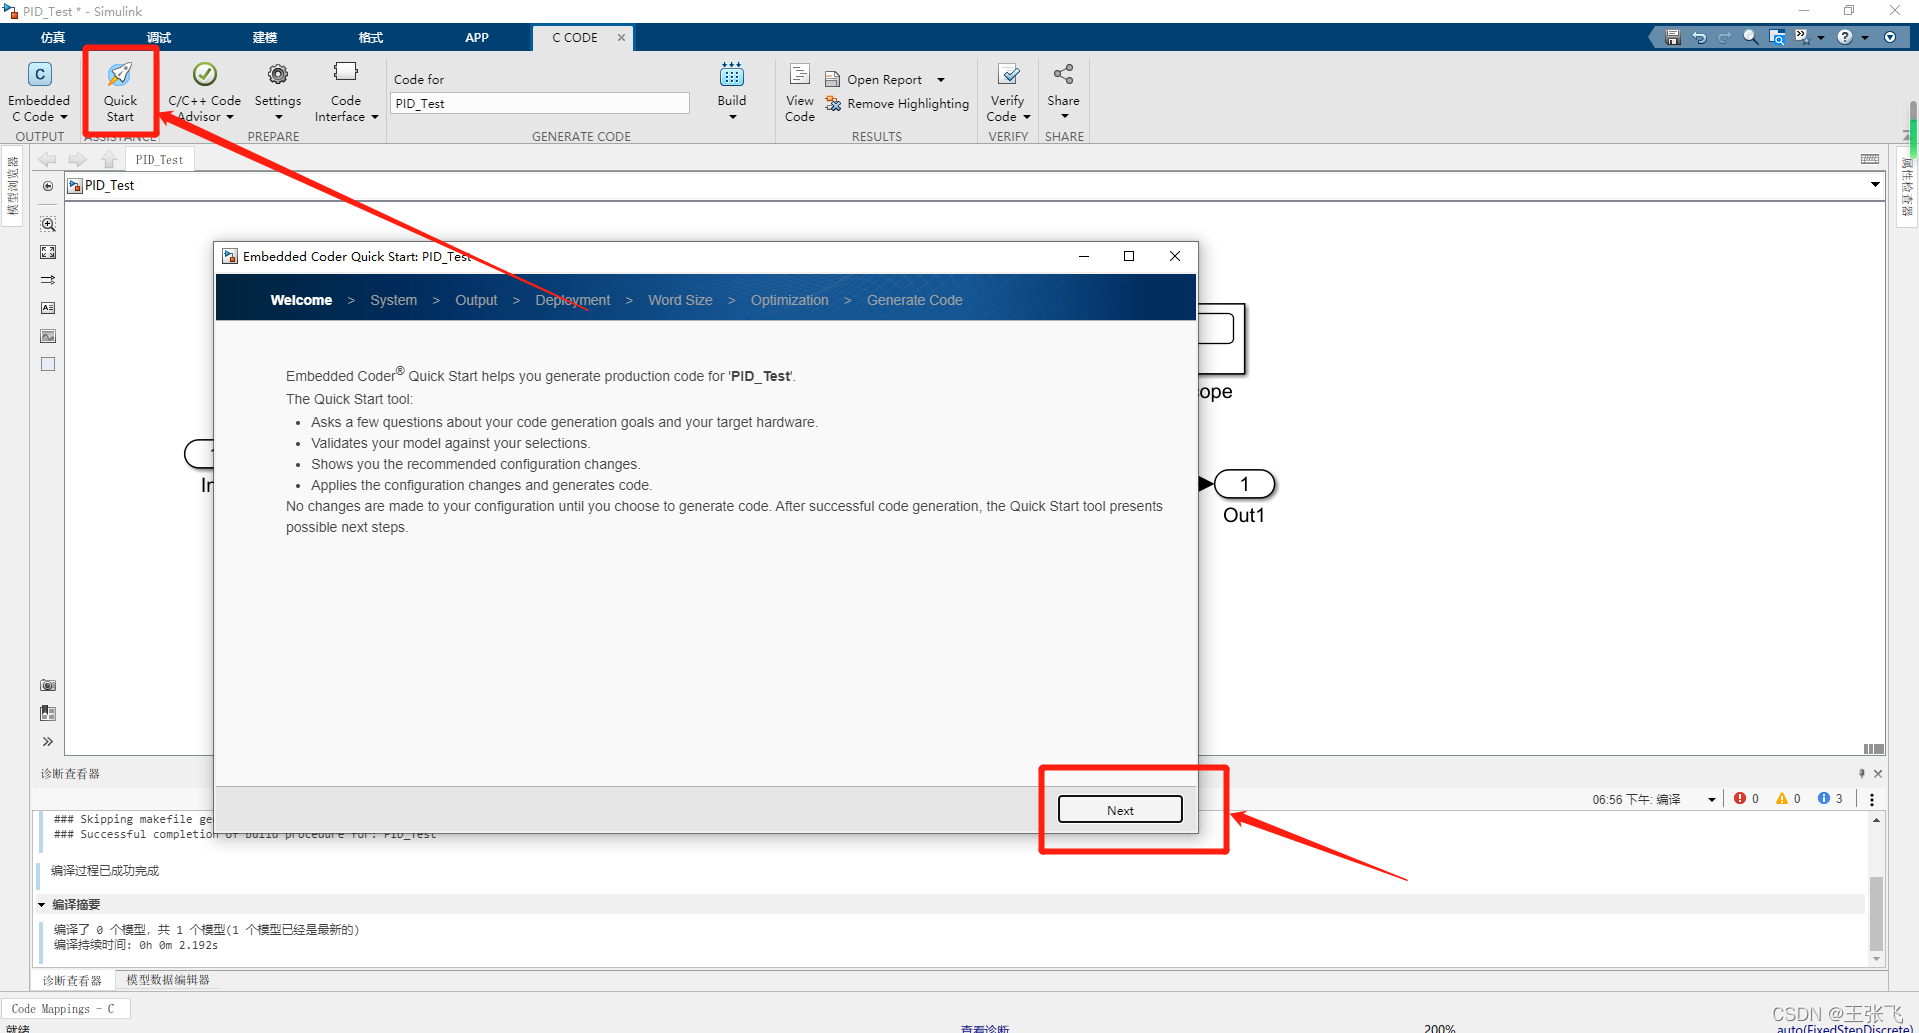 PID_Test * - Simulink
仿真 调试 建模 格式 APP C CODE
Embedded C Code
Quick Start
C/C++ Code Advisor
Settings
Code Interface
Code for
PID_Test
Build
View Code
Open Report
Remove Highlighting
Verify Code
Share
OUTPUT ASSISTANCE PREPARE GENERATE CODE RESULTS VERIFY SHARE
模型浏览器
PID_Test
属性检查器
PID_Test
Embedded Coder Quick Start: PID_Test
Welcome > System > Output > Deployment > Word Size > Optimization > Generate Code
Embedded Coder® Quick Start helps you generate production code for 'PID_Test'.
The Quick Start tool:
• Asks a few questions about your code generation goals and your target hardware.
• Validates your model against your selections.
• Shows you the recommended configuration changes.
• Applies the configuration changes and generates code.
No changes are made to your configuration until you choose to generate code. After successful code generation, the Quick Start tool presents
possible next steps.
ope
In
1
Out1
Next
诊断查看器
06:56 下午: 编译 0 0 3
### Skipping makefile ge
### Successful completion of build procedure for: PID_Test
编译过程已成功完成
编译摘要
编译了 0 个模型，共 1 个模型(1 个模型已经是最新的)
编译持续时间: 0h 0m 2.192s
诊断查看器 模型数据编辑器
Code Mappings - C
CSDN @王张飞
就绪 查看诊断 200% auto(FixedStepDiscrete)